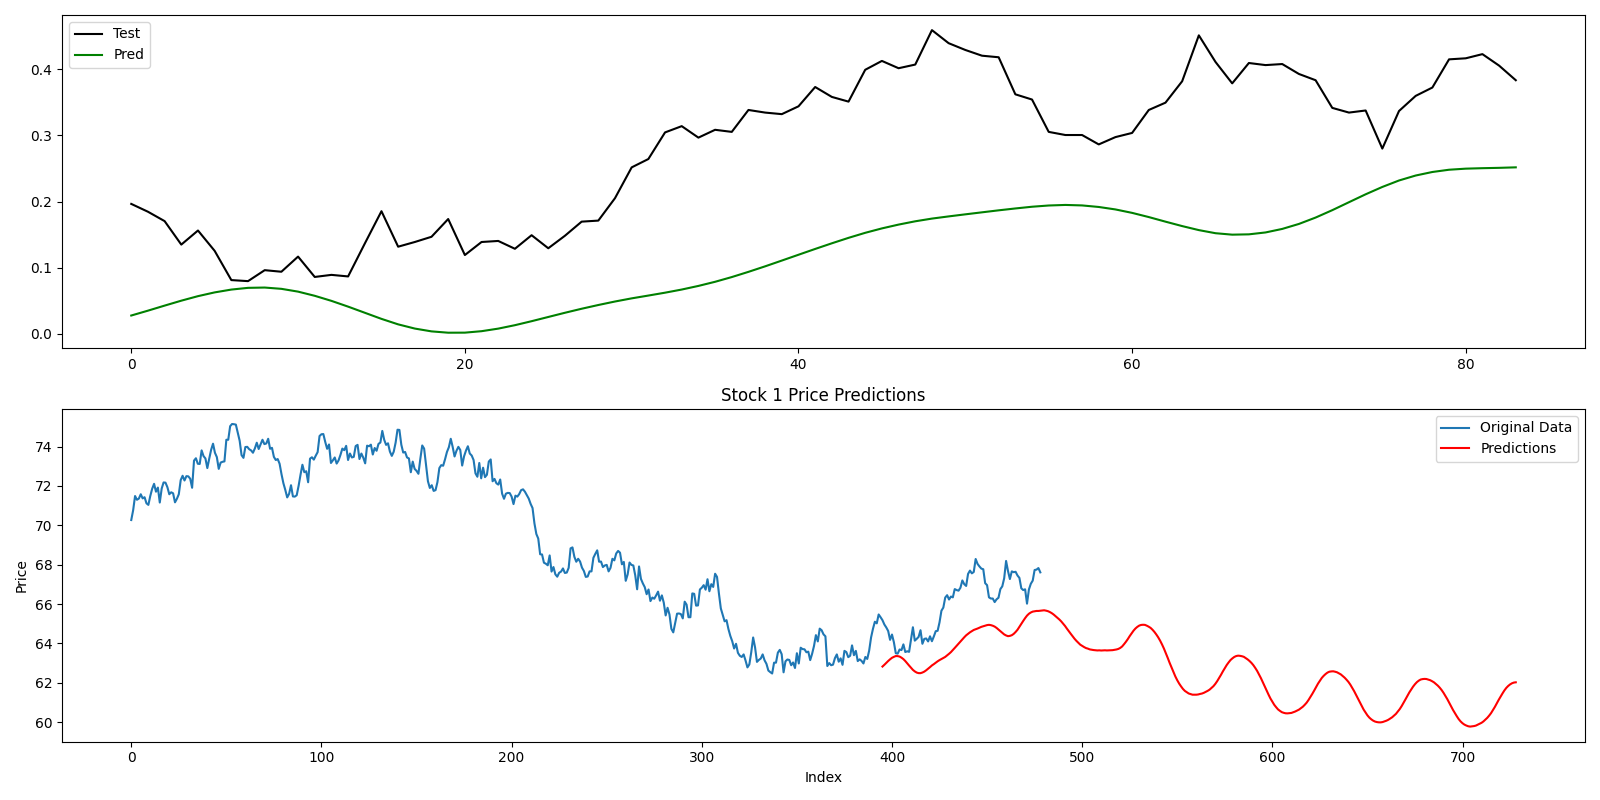 Test
Pred
0.4
0.3
0.2
0.1
0.0
0 20 40 60 80
Stock 1 Price Predictions
Original Data
Predictions
74
72
70
68
66
64
62
60
Price
0 100 200 300 400 500 600 700
Index